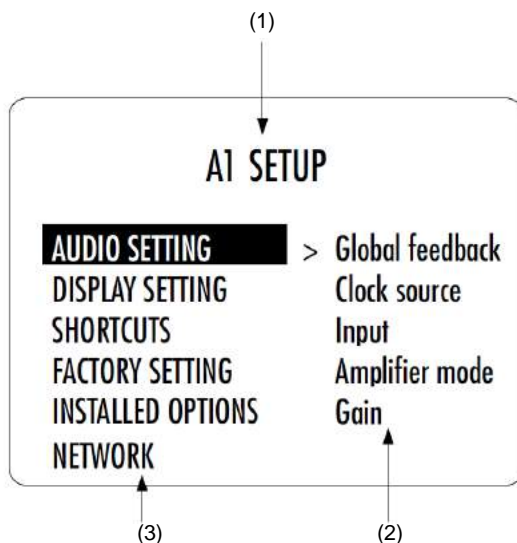 (1)
A1 SETUP
AUDIO SETTING > Global feedback
DISPLAY SETTING Clock source
SHORTCUTS Input
FACTORY SETTING Amplifier mode
INSTALLED OPTIONS Gain
NETWORK
(3) (2)